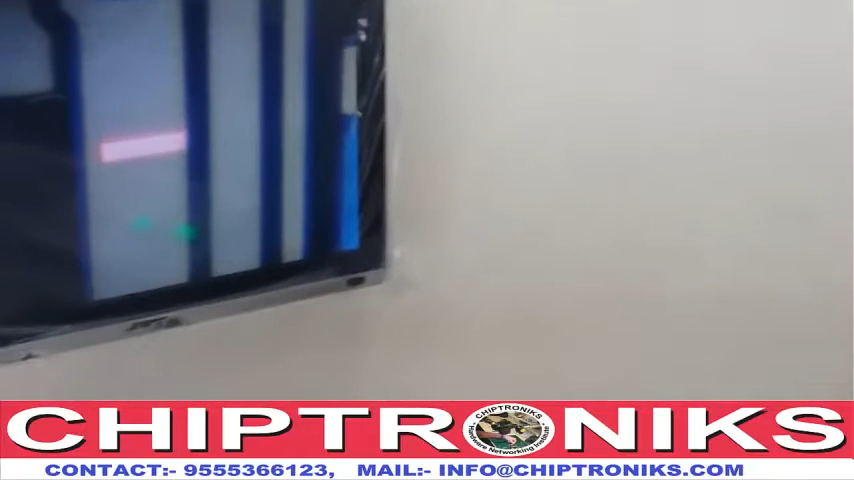 CHIPTRONIKS
CHIPTRONIKS
Hardware Networking Institute
CONTACT:- 9555366123, MAIL:- INFO@CHIPTRONIKS.COM